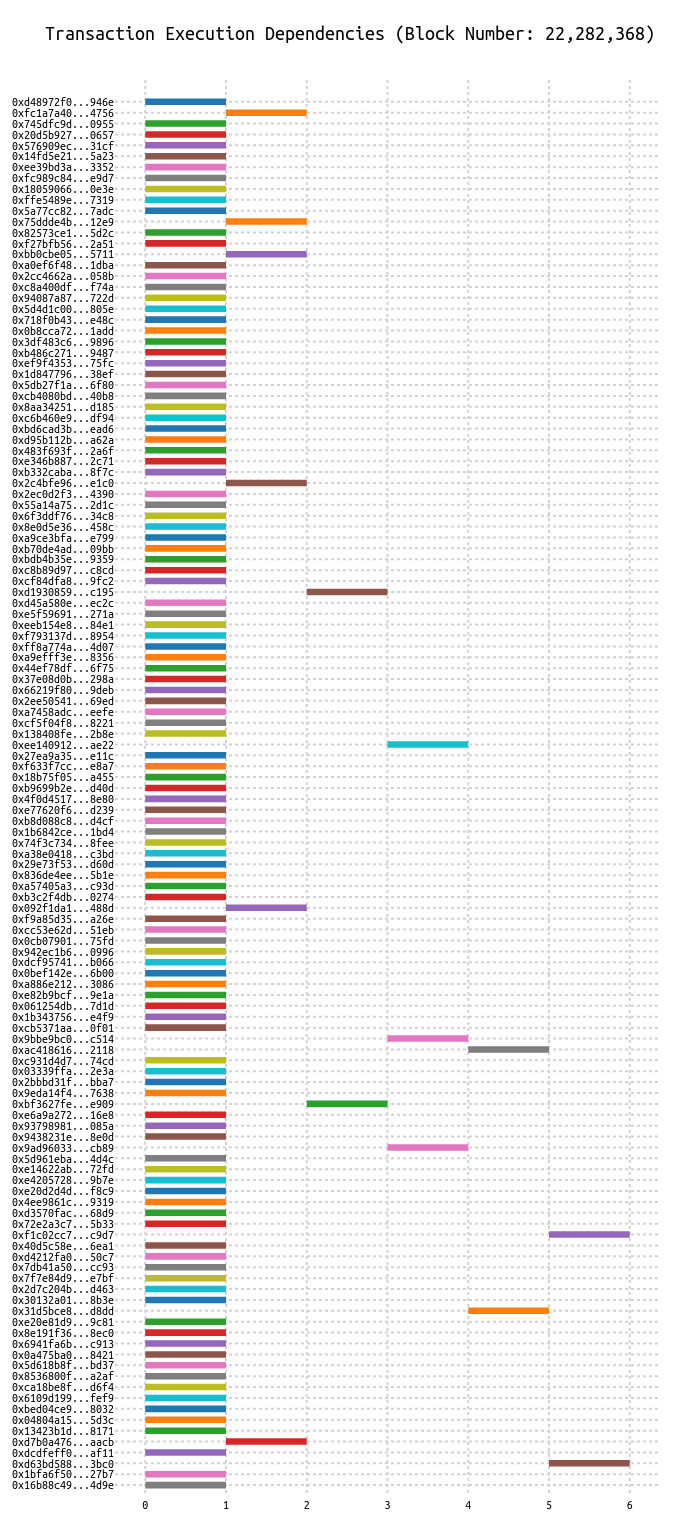 Transaction Execution Dependencies (Block Number: 22,282,368)
0xd48972f0...946e
0xfc1a7a40...4756
0x745dfc9d...0955
0x20d5b927...0657
0x576909ec...31cf
0x14fd5e21...5a23
0xee39bd3a...3352
0xfc989c84...e9d7
0x18059066...0e3e
0xffe5489e...7319
0x5a77cc82...7adc
0x75ddde4b...12e9
0x82573ce1...5d2c
0xf27bfb56...2a51
0xbb0cbe05...5711
0xa0ef6f48...1dba
0x2cc4662a...058b
0xc8a400df...f74a
0x94087a87...722d
0x5d4d1c00...805e
0x718f0b43...e48c
0x0b8cca72...1add
0x3df483c6...9896
0xb486c271...9487
0xef9f4353...75fc
0x1d847796...38ef
0x5db27f1a...6f80
0xcb4080bd...40b8
0x8aa34251...d185
0xc6b460e9...df94
0xbd6cad3b...ead6
0xd95b112b...a62a
0x483f693f...2a6f
0xe346b887...2c71
0xb332caba...8f7c
0x2c4bfe96...e1c0
0x2ec0d2f3...4390
0x55a14a75...2d1c
0x6f3ddf76...34c8
0x8e0d5e36...458c
0xa9ce3bfa...e799
0xb70de4ad...09bb
0xbdb4b35e...9359
0xc8b89d97...c8cd
0xcf84dfa8...9fc2
0xd1930859...c195
0xd45a580e...ec2c
0xe5f59691...271a
0xeeb154e8...84e1
0xf793137d...8954
0xff8a774a...4d07
0xa9efff3e...8356
0x44ef78df...6f75
0x37e08d0b...298a
0x66219f80...9deb
0x2ee50541...69ed
0xa7458adc...eefe
0xcf5f04f8...8221
0x138408fe...2b8e
0xee140912...ae22
0x27ea9a35...e11c
0xf633f7cc...e8a7
0x18b75f05...a455
0xb9699b2e...d40d
0x4f0d4517...8e80
0xe77620f6...d239
0xb8d088c8...d4cf
0x1b6842ce...1bd4
0x74f3c734...8fee
0xa38e0418...c3bd
0x29e73f53...d60d
0x836de4ee...5b1e
0xa57405a3...c93d
0xb3c2f4db...0274
0x092f1da1...488d
0xf9a85d35...a26e
0xcc53e62d...51eb
0x0cb07901...75fd
0x942ec1b6...0996
0xdcf95741...b066
0x0bef142e...6b00
0xa886e212...3086
0xe82b9bcf...9e1a
0x061254db...7d1d
0x1b343756...e4f9
0xcb5371aa...0f01
0x9bbe9bc0...c514
0xac418616...2118
0xc931d4d7...74cd
0x03339ffa...2e3a
0x2bbbd31f...bba7
0x9eda14f4...7638
0xbf3627fe...e909
0xe6a9a272...16e8
0x93798981...085a
0x9438231e...8e0d
0x9ad96033...cb89
0x5d961eba...4d4c
0xe14622ab...72fd
0xe4205728...9b7e
0xe20d2d4d...f8c9
0x4ee9861c...9319
0xd3570fac...68d9
0x72e2a3c7...5b33
0xf1c02cc7...c9d7
0x40d5c58e...6ea1
0xd4212fa0...50c7
0x7db41a50...cc93
0x7f7e84d9...e7bf
0x2d7c204b...d463
0x30132a01...8b3e
0x31d5bce8...d8dd
0xe20e81d9...9c81
0x8e191f36...8ec0
0x6941fa6b...c913
0x0a475ba0...8421
0x5d618b8f...bd37
0x8536800f...a2af
0xca18be8f...d6f4
0x6109d199...fef9
0xbed04ce9...8032
0x04804a15...5d3c
0x13423b1d...8171
0xd7b0a476...aacb
0xdcdfeff0...af11
0xd63bd588...3bc0
0x1bfa6f50...27b7
0x16b88c49...4d9e
0 1 2 3 4 5 6